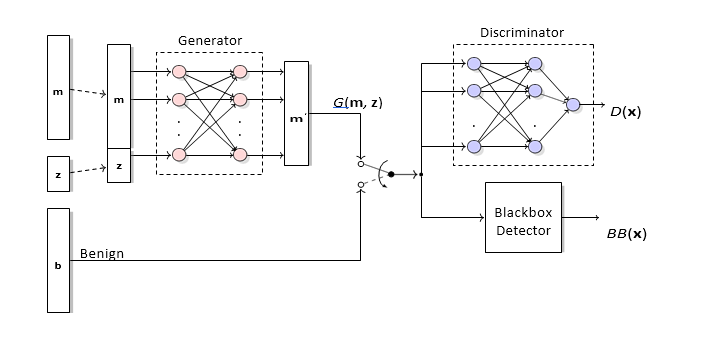 Generator
Discriminator
m
m
m'
z
z
G(m, z)
D(x)
Blackbox
Detector
BB(x)
b
Benign